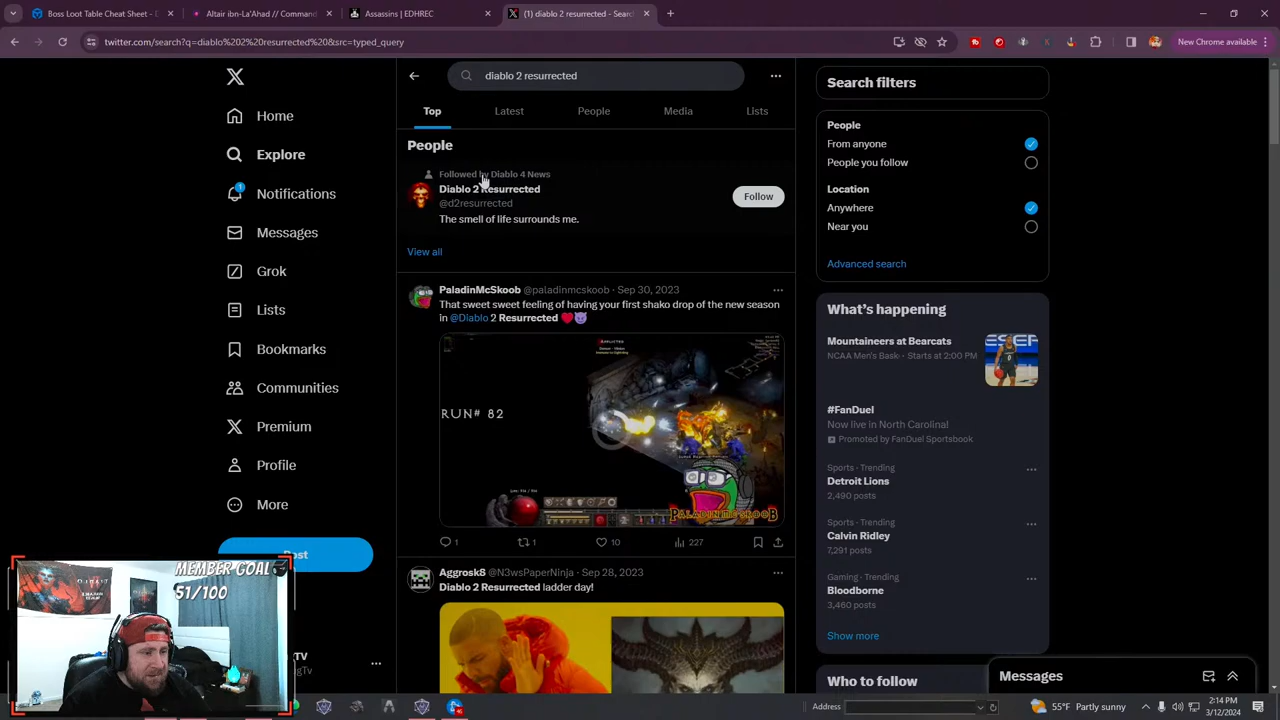 Boss Loot Table Cheat Sheet -
Altair ibn-La'Ahad // Command
Assassins | EDHREC
(1) diablo 2 resurrected - Sear
twitter.com/search?q=diablo%202%20resurrected%20&src=typed_query
New Chrome available
diablo 2 resurrected
Top
Latest
People
Media
Lists
Home
Explore
1
Notifications
Messages
Grok
Lists
Bookmarks
Communities
Premium
Profile
More
Post
People
Followed by Diablo 4 News
Diablo 2 Resurrected
@d2resurrected
The smell of life surrounds me.
Follow
View all
PaladinMcSkoob @paladinmcskoob · Sep 30, 2023
That sweet sweet feeling of having your first shako drop of the new season
in @Diablo 2 Resurrected ❤️😈
RUN# 82
PALADINMCSKOOB
1
1
10
227
AggroskS @N3wsPaperNinja · Sep 28, 2023
Diablo 2 Resurrected ladder day!
Search filters
People
From anyone
People you follow
Location
Anywhere
Near you
Advanced search
What's happening
Mountaineers at Bearcats
NCAA Men's Bask · Starts at 2:00 PM
#FanDuel
Now live in North Carolina!
Promoted by FanDuel Sportsbook
Sports · Trending
Detroit Lions
2,490 posts
Sports · Trending
Calvin Ridley
7,291 posts
Gaming · Trending
Bloodborne
3,460 posts
Show more
Who to follow
Messages
MEMBER GOAL
51/100
Address
55°F Partly sunny
2:14 PM
3/12/2024